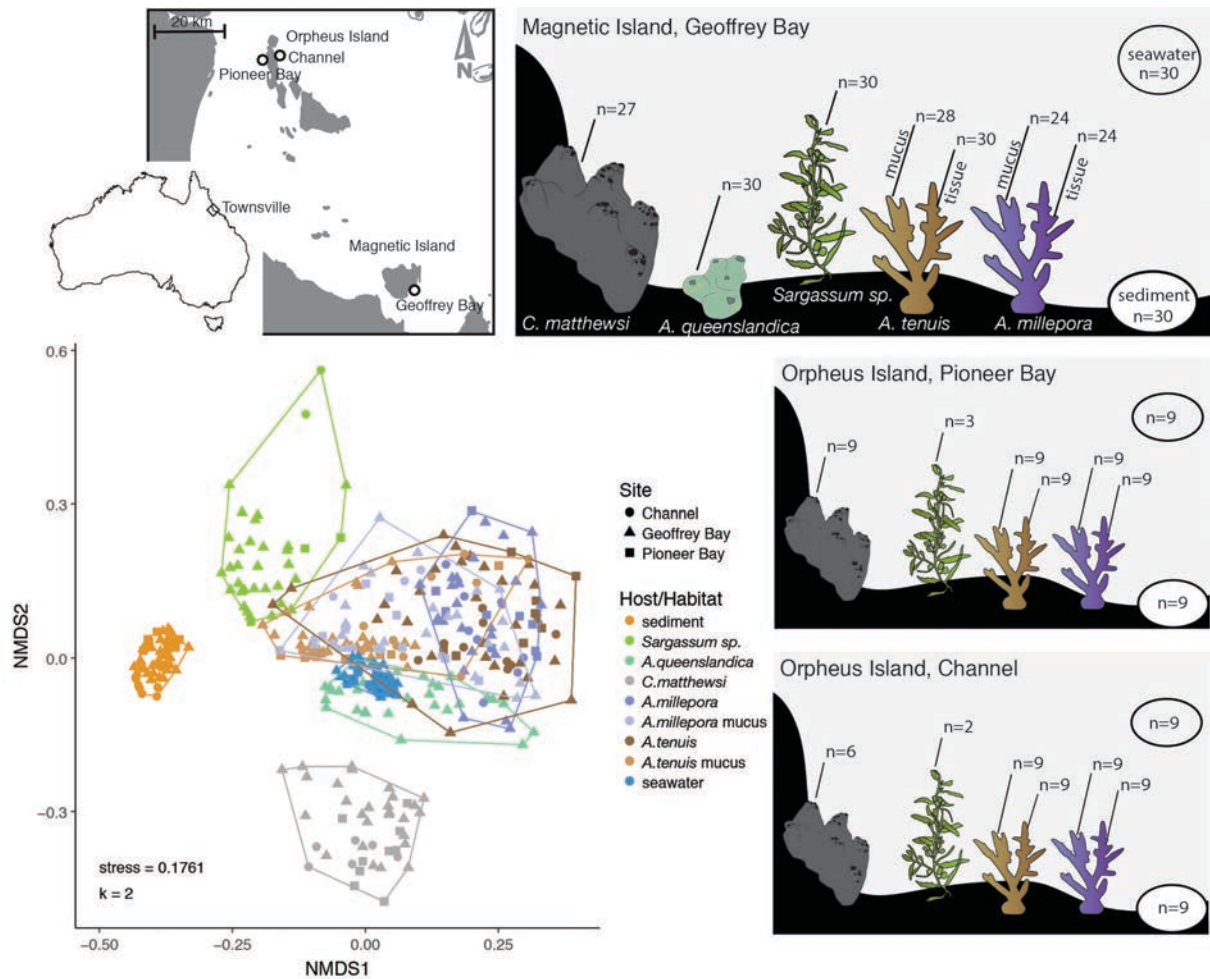 20 km
Orpheus Island
Channel
Pioneer Bay
N
Townsville
Magnetic Island
Geoffrey Bay
Magnetic Island, Geoffrey Bay
seawater
n=30
n=27
n=30
n=30
n=28
n=30
n=24
n=24
mucus
tissue
mucus
tissue
sediment
n=30
C. matthewsi
A. queenslandica
Sargassum sp.
A. tenuis
A. millepora
0.6
0.3
0.0
−0.3
NMDS2
−0.50
−0.25
0.00
0.25
NMDS1
stress = 0.1761
k = 2
Site
Channel
Geoffrey Bay
Pioneer Bay
Host/Habitat
sediment
Sargassum sp.
A.queenslandica
C.matthewsi
A.millepora
A.millepora mucus
A.tenuis
A.tenuis mucus
seawater
Orpheus Island, Pioneer Bay
n=9
n=3
n=9
n=9
n=9
n=9
n=9
n=9
Orpheus Island, Channel
n=9
n=2
n=6
n=9
n=9
n=9
n=9
n=9